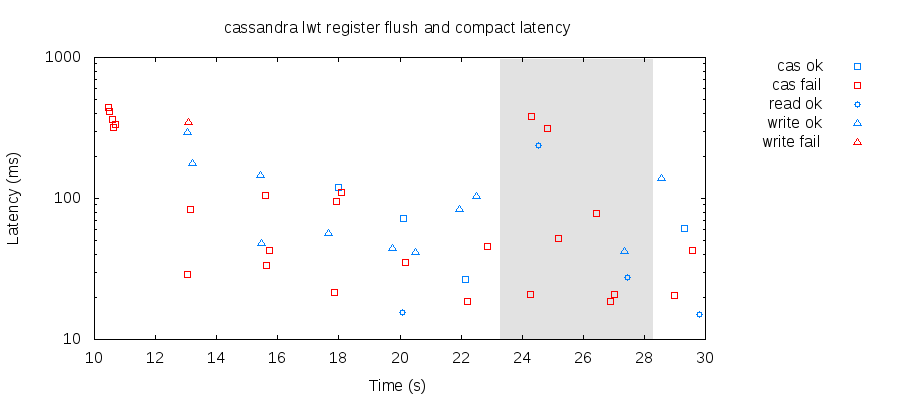 cassandra lwt register flush and compact latency
1000
100
10
Latency (ms)
10 12 14 16 18 20 22 24 26 28 30
Time (s)
cas ok
cas fail
read ok
write ok
write fail